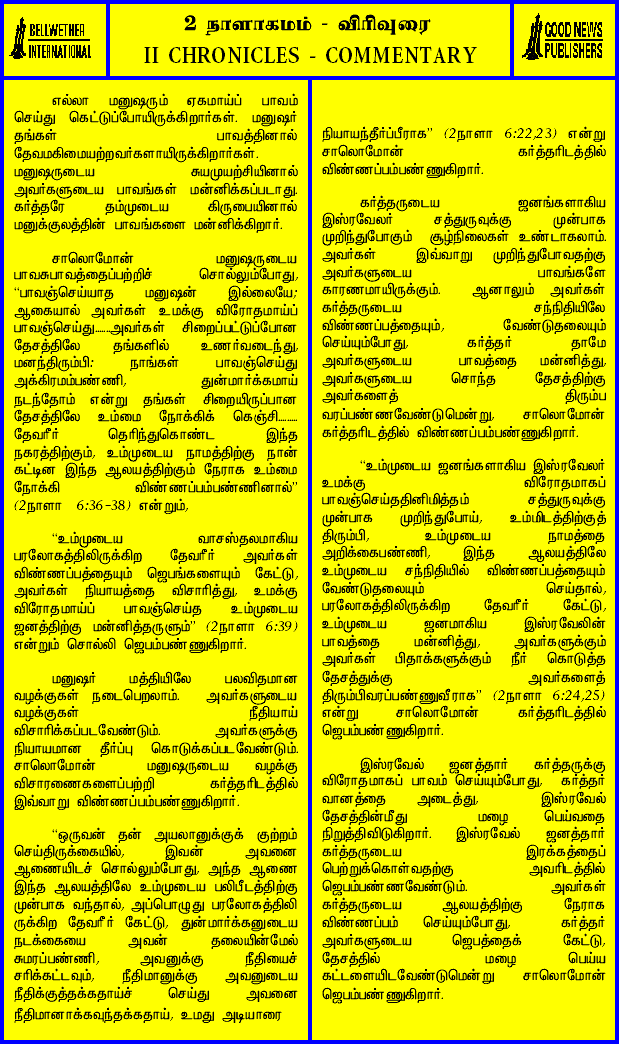 BELLWETHER
INTERNATIONAL
2 நாளாகமம் - விரிவுரை
II CHRONICLES - COMMENTARY
GOOD NEWS
PUBLISHERS
எல்லா மனுஷரும் ஏகமாய்ப் பாவம்
செய்து கெட்டுப்போயிருக்கிறார்கள். மனுஷர்
தங்கள் பாவத்தினால்
தேவமகிமையற்றவர்களாயிருக்கிறார்கள்.
மனுஷருடைய சுயமுயற்சியினால்
அவர்களுடைய பாவங்கள் மன்னிக்கப்படாது.
கர்த்தரே தம்முடைய கிருபையினால்
மனுக்குலத்தின் பாவங்களை மன்னிக்கிறார்.
சாலொமோன் மனுஷருடைய
பாவசுபாவத்தைப்பற்றிச் சொல்லும்போது,
“பாவஞ்செய்யாத மனுஷன் இல்லையே;
ஆகையால் அவர்கள் உமக்கு விரோதமாய்ப்
பாவஞ்செய்து......அவர்கள் சிறைப்பட்டுப்போன
தேசத்திலே தங்களில் உணர்வடைந்து,
மனந்திரும்பி: நாங்கள் பாவஞ்செய்து
அக்கிரமம்பண்ணி, துன்மார்க்கமாய்
நடந்தோம் என்று தங்கள் சிறையிருப்பான
தேசத்திலே உம்மை நோக்கிக் கெஞ்சி.........
தேவரீர் தெரிந்துகொண்ட இந்த
நகரத்திற்கும், உம்முடைய நாமத்திற்கு நான்
கட்டின இந்த ஆலயத்திற்கும் நேராக உம்மை
நோக்கி விண்ணப்பம்பண்ணினால்”
(2நாளா 6:36-38) என்றும்,
“உம்முடைய வாசஸ்தலமாகிய
பரலோகத்திலிருக்கிற தேவரீர் அவர்கள்
விண்ணப்பத்தையும் ஜெபங்களையும் கேட்டு,
அவர்கள் நியாயத்தை விசாரித்து, உமக்கு
விரோதமாய்ப் பாவஞ்செய்த உம்முடைய
ஜனத்திற்கு மன்னித்தருளும்” (2நாளா 6:39)
என்றும் சொல்லி ஜெபம்பண்ணுகிறார்.
மனுஷர் மத்தியிலே பலவிதமான
வழக்குகள் நடைபெறலாம். அவர்களுடைய
வழக்குகள் நீதியாய்
விசாரிக்கப்படவேண்டும். அவர்களுக்கு
நியாயமான தீர்ப்பு கொடுக்கப்படவேண்டும்.
சாலொமோன் மனுஷருடைய வழக்கு
விசாரணைகளைப்பற்றி கர்த்தரிடத்தில்
இவ்வாறு விண்ணப்பம்பண்ணுகிறார்.
“ஒருவன் தன் அயலானுக்குக் குற்றம்
செய்திருக்கையில், இவன் அவனை
ஆணையிடச் சொல்லும்போது, அந்த ஆணை
இந்த ஆலயத்திலே உம்முடைய பலிபீடத்திற்கு
முன்பாக வந்தால், அப்பொழுது பரலோகத்திலி
ருக்கிற தேவரீர் கேட்டு, துன்மார்க்கனுடைய
நடக்கையை அவன் தலையின்மேல்
சுமரப்பண்ணி, அவனுக்கு நீதியைச்
சரிக்கட்டவும், நீதிமானுக்கு அவனுடைய
நீதிக்குத்தக்கதாய்ச் செய்து அவனை
நீதிமானாக்கவுந்தக்கதாய், உமது அடியாரை
நியாயந்தீர்ப்பீராக” (2நாளா 6:22,23) என்று
சாலொமோன் கர்த்தரிடத்தில்
விண்ணப்பம்பண்ணுகிறார்.
கர்த்தருடைய ஜனங்களாகிய
இஸ்ரவேலர் சத்துருவுக்கு முன்பாக
முறிந்துபோகும் சூழ்நிலைகள் உண்டாகலாம்.
அவர்கள் இவ்வாறு முறிந்துபோவதற்கு
அவர்களுடைய பாவங்களே
காரணமாயிருக்கும். ஆனாலும் அவர்கள்
கர்த்தருடைய சந்நிதியிலே
விண்ணப்பத்தையும், வேண்டுதலையும்
செய்யும்போது, கர்த்தர் தாமே
அவர்களுடைய பாவத்தை மன்னித்து,
அவர்களுடைய சொந்த தேசத்திற்கு
அவர்களைத் திரும்ப
வரப்பண்ணவேண்டுமென்று, சாலொமோன்
கர்த்தரிடத்தில் விண்ணப்பம்பண்ணுகிறார்.
“உம்முடைய ஜனங்களாகிய இஸ்ரவேலர்
உமக்கு விரோதமாகப்
பாவஞ்செய்ததினிமித்தம் சத்துருவுக்கு
முன்பாக முறிந்துபோய், உம்மிடத்திற்குத்
திரும்பி, உம்முடைய நாமத்தை
அறிக்கைபண்ணி, இந்த ஆலயத்திலே
உம்முடைய சந்நிதியில் விண்ணப்பத்தையும்
வேண்டுதலையும் செய்தால்,
பரலோகத்திலிருக்கிற தேவரீர் கேட்டு,
உம்முடைய ஜனமாகிய இஸ்ரவேலின்
பாவத்தை மன்னித்து, அவர்களுக்கும்
அவர்கள் பிதாக்களுக்கும் நீர் கொடுத்த
தேசத்துக்கு அவர்களைத்
திரும்பிவரப்பண்ணுவீராக” (2நாளா 6:24,25)
என்று சாலொமோன் கர்த்தரிடத்தில்
ஜெபம்பண்ணுகிறார்.
இஸ்ரவேல் ஜனத்தார் கர்த்தருக்கு
விரோதமாகப் பாவம் செய்யும்போது, கர்த்தர்
வானத்தை அடைத்து, இஸ்ரவேல்
தேசத்தின்மீது மழை பெய்வதை
நிறுத்திவிடுகிறார். இஸ்ரவேல் ஜனத்தார்
கர்த்தருடைய இரக்கத்தைப்
பெற்றுக்கொள்வதற்கு அவரிடத்தில்
ஜெபம்பண்ணவேண்டும். அவர்கள்
கர்த்தருடைய ஆலயத்திற்கு நேராக
விண்ணப்பம் செய்யும்போது, கர்த்தர்
அவர்களுடைய ஜெபத்தைக் கேட்டு,
தேசத்தில் மழை பெய்ய
கட்டளையிடவேண்டுமென்று சாலொமோன்
ஜெபம்பண்ணுகிறார்.